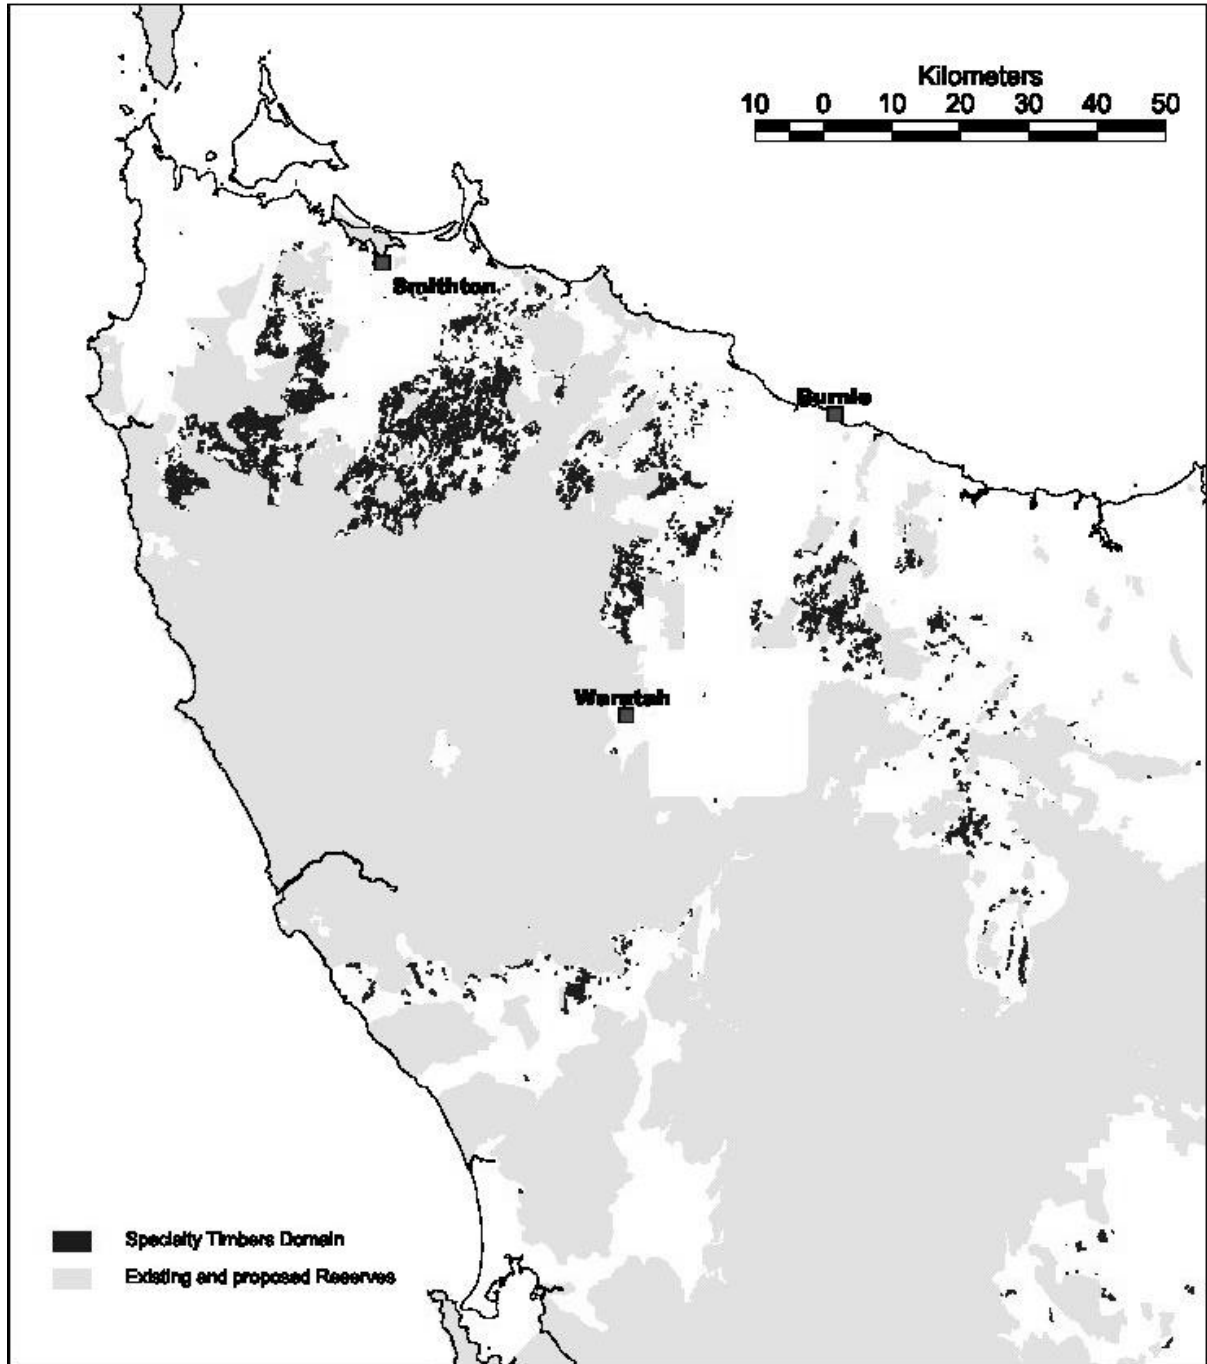 Kilometers
10 0 10 20 30 40 50
Smithton
Burnie
Waratah
Specialty Timbers Domain
Existing and proposed Reserves